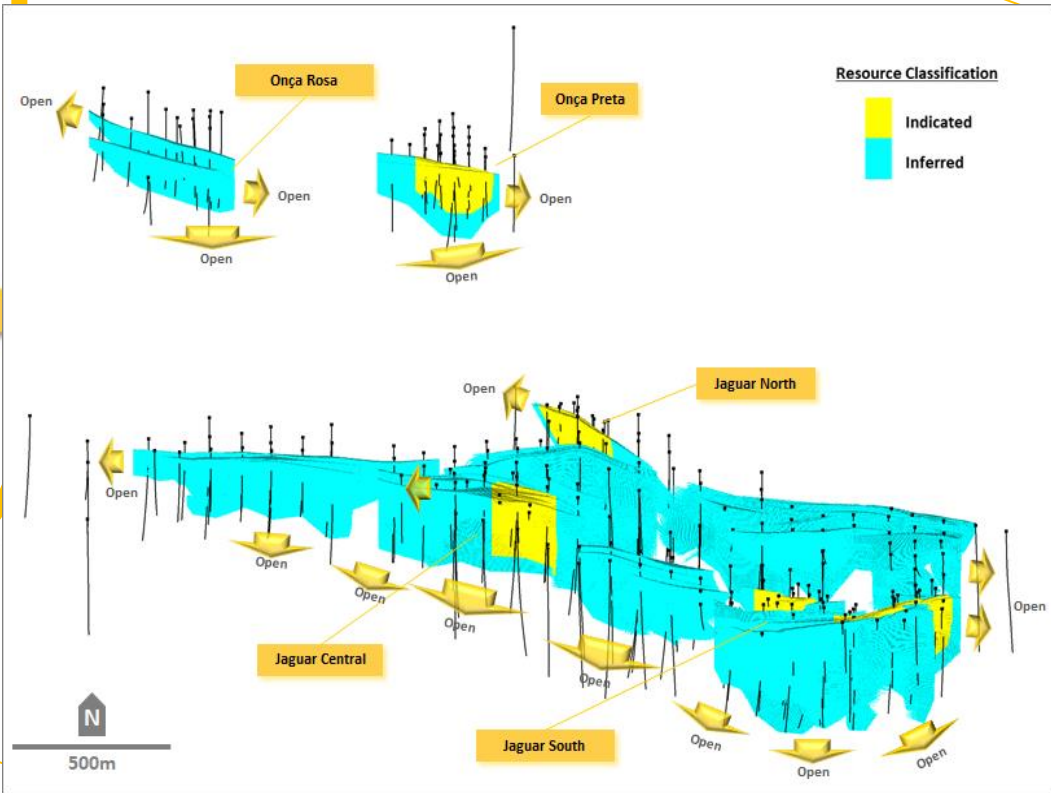 Resource Classification
Indicated
Inferred
Onça Rosa
Onça Preta
Open
Open
Open
Open
Open
Jaguar North
Open
Open
Open
Open
Open
Open
Open
Jaguar Central
Jaguar South
Open
Open
Open
N
500m